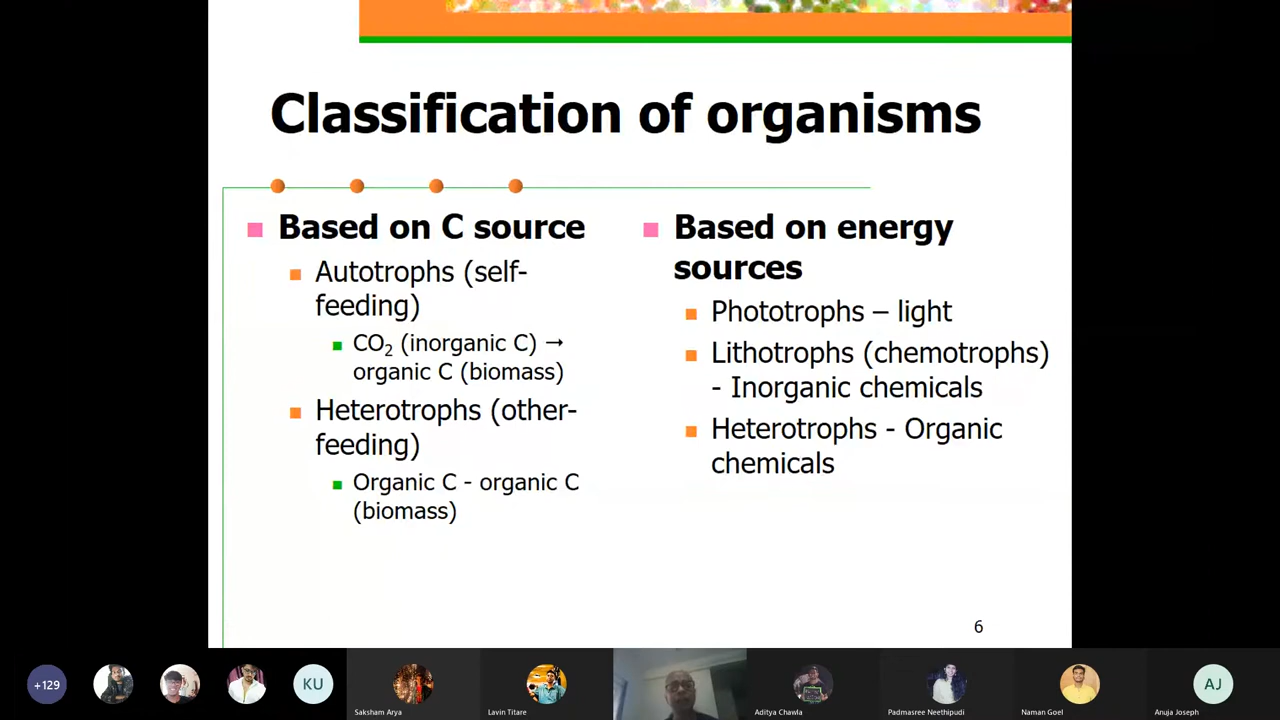 Classification of organisms
Based on C source
Autotrophs (self-
feeding)
CO₂ (inorganic C) →
organic C (biomass)
Heterotrophs (other-
feeding)
Organic C - organic C
(biomass)
Based on energy
sources
Phototrophs – light
Lithotrophs (chemotrophs)
- Inorganic chemicals
Heterotrophs - Organic
chemicals
6
+129
KU
Saksham Arya
Lavin Titare
Aditya Chawla
Padmasree Neethipudi
Naman Goel
AJ
Anuja Joseph